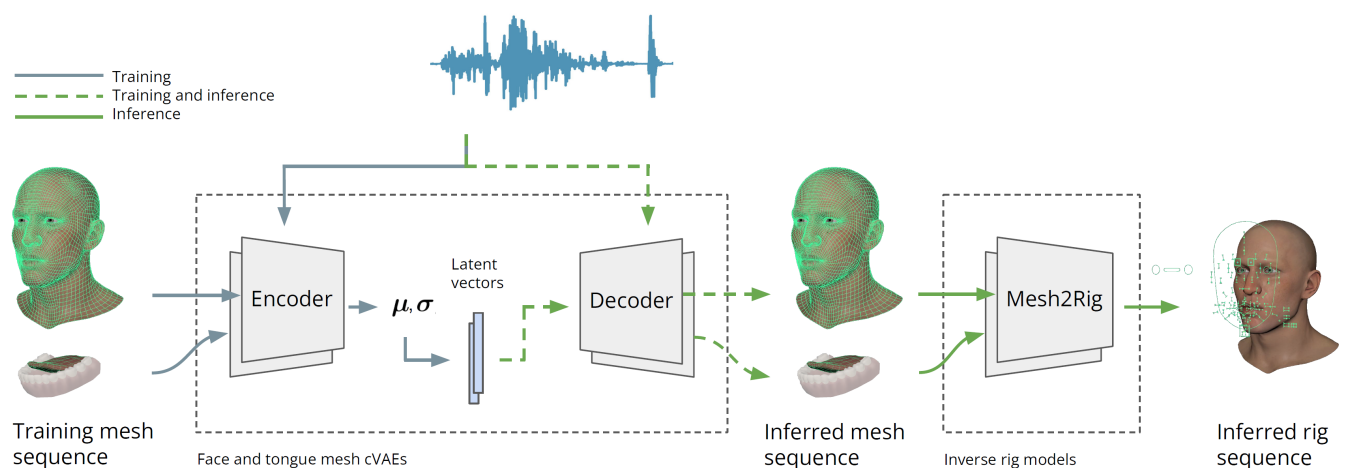 Training
Training and inference
Inference
Encoder
μ, σ
Latent
vectors
Decoder
Mesh2Rig
Training mesh
sequence
Face and tongue mesh cVAEs
Inferred mesh
sequence
Inverse rig models
Inferred rig
sequence